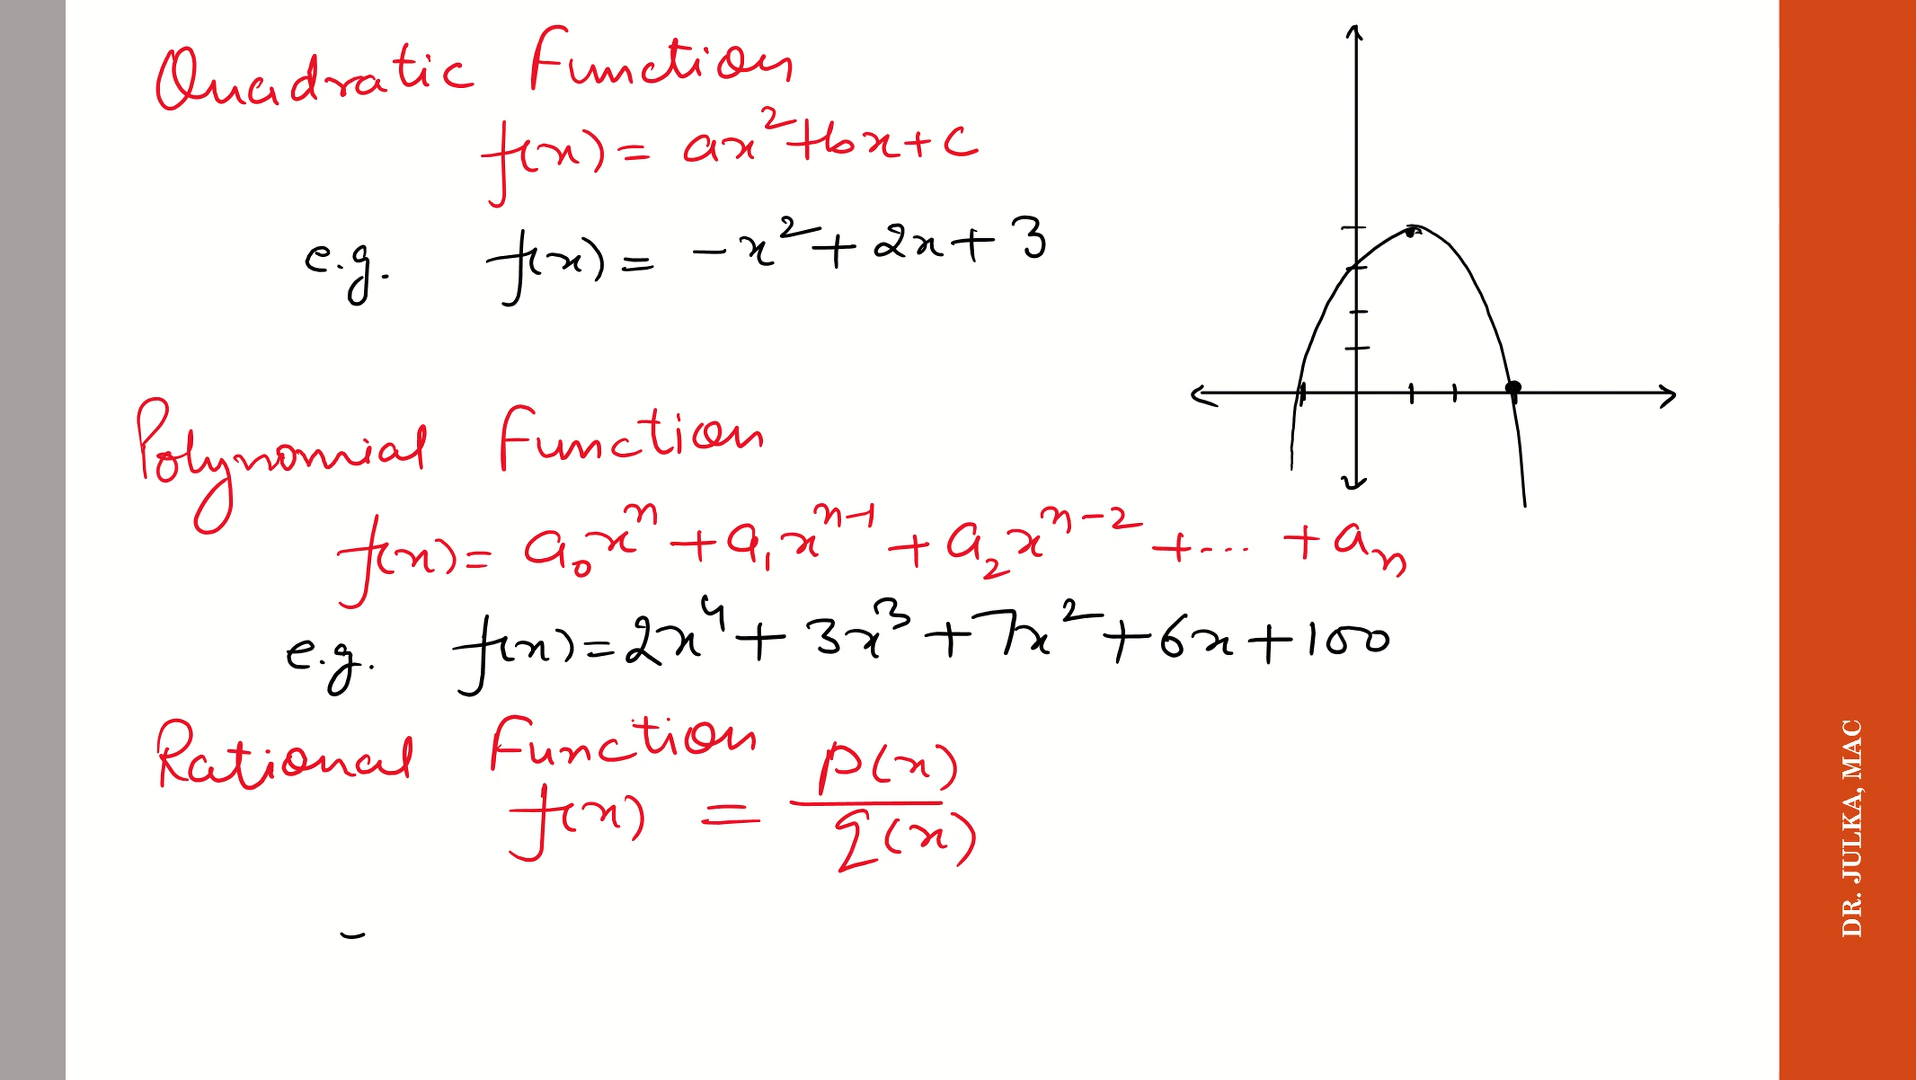 Quadratic Function
f(x) = ax²+bx+c
e.g. f(x) = -x²+2x+3
Polynomial Function
f(x) = a₀xⁿ+a₁xⁿ⁻¹+a₂xⁿ⁻²+...+aₙ
e.g. f(x)=2x⁴+3x³+7x²+6x+100
Rational Function
f(x) = p(x)/q(x)
DR. JULKA, MAC